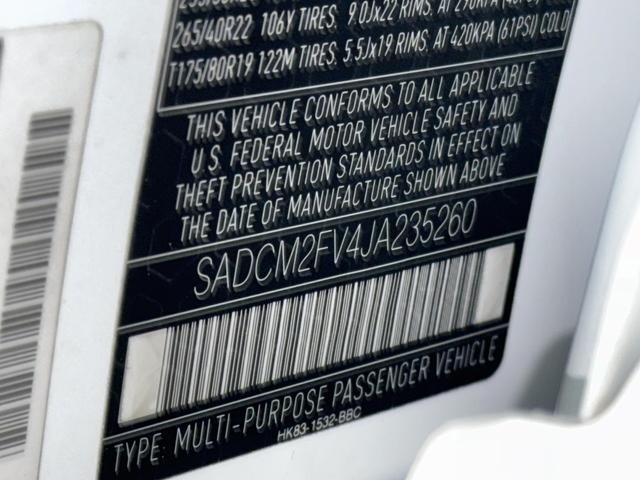 265/40R22 106Y TIRES. 9.0Jx22 RIMS. AT 290KPA
T175/80R19 122M TIRES. 5.5Jx19 RIMS. AT 420KPA (61PSI) COLD
THIS VEHICLE CONFORMS TO ALL APPLICABLE
U.S. FEDERAL MOTOR VEHICLE SAFETY AND
THEFT PREVENTION STANDARDS IN EFFECT ON
THE DATE OF MANUFACTURE SHOWN ABOVE
SADCM2FV4JA235260
TYPE: MULTI-PURPOSE PASSENGER VEHICLE
HK83-1532-BBC